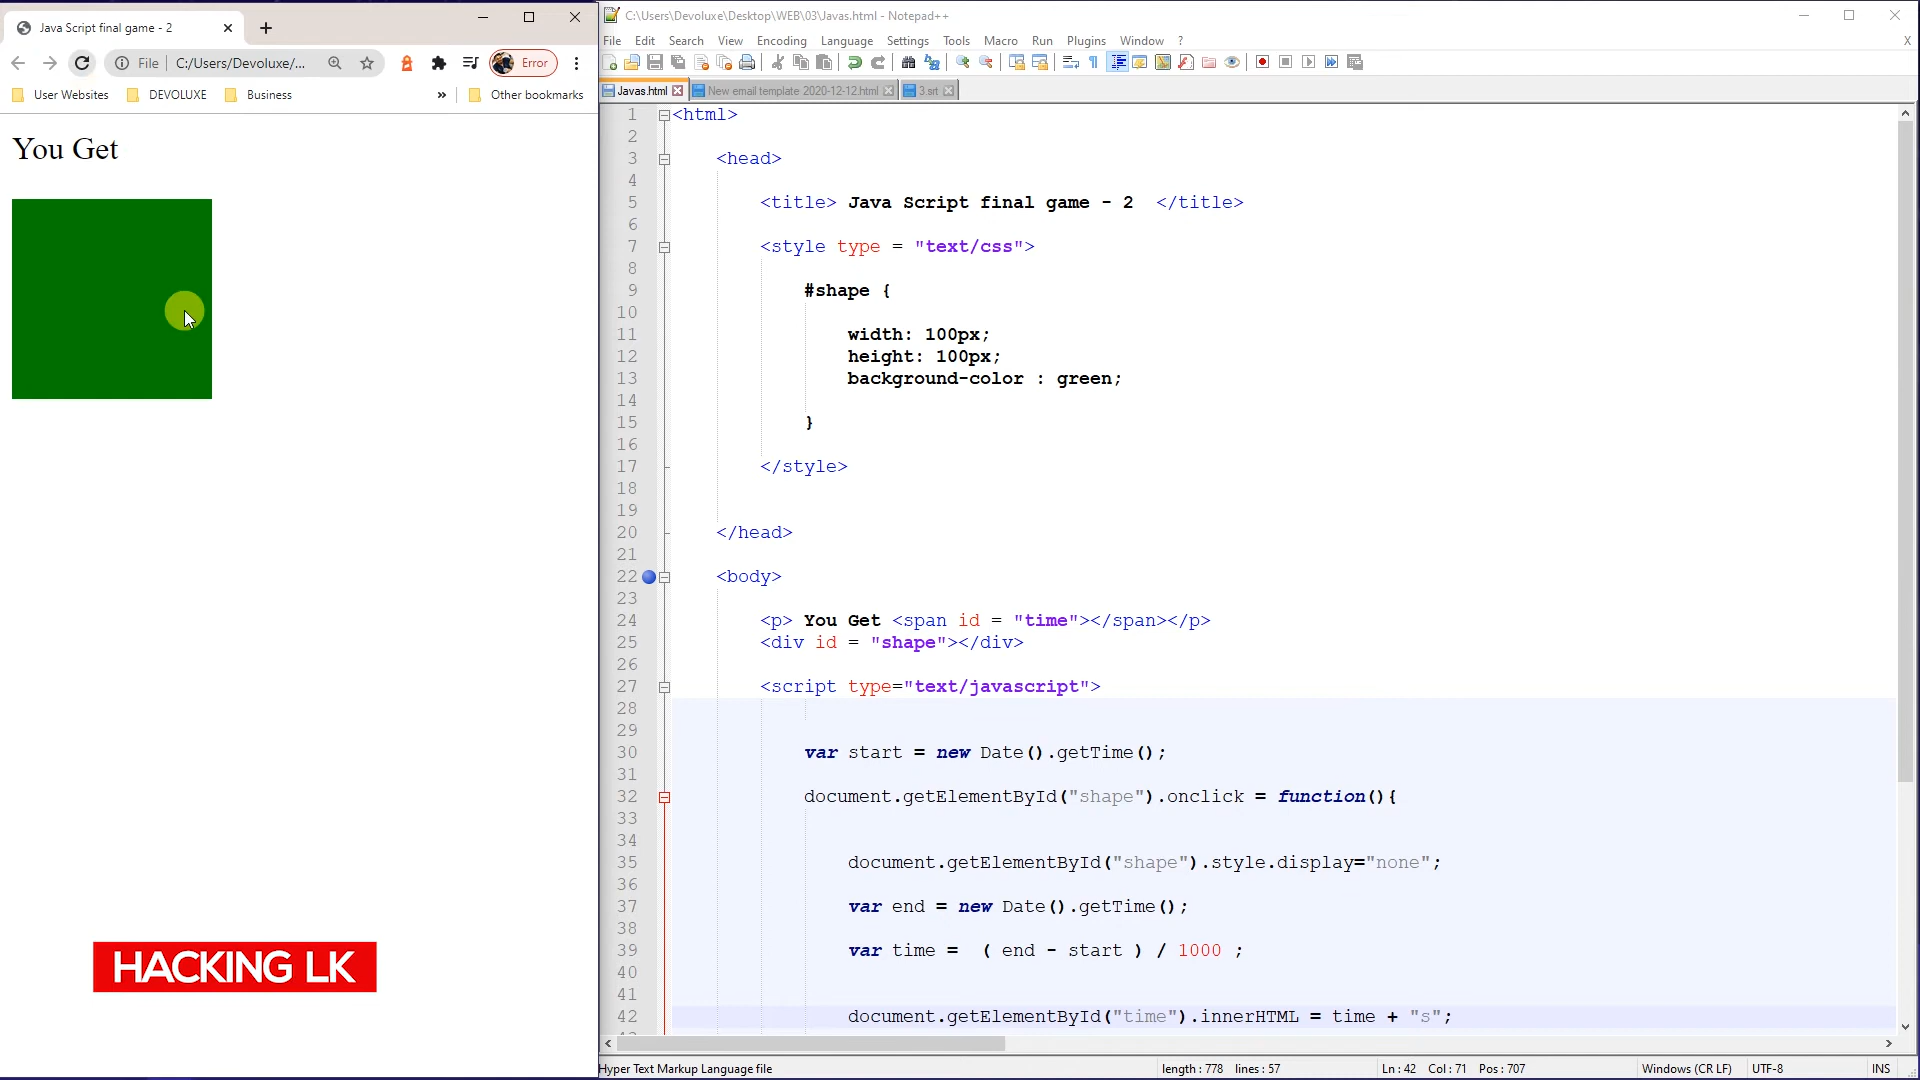 Java Script final game - 2
File
C:/Users/Devoluxe/...
Error
User Websites
DEVOLUXE
Business
»
Other bookmarks
You Get
HACKING LK
C:\Users\Devoluxe\Desktop\WEB\03\Javas.html - Notepad++
File Edit Search View Encoding Language Settings Tools Macro Run Plugins Window ?
X
Javas.html
New email template 2020-12-12.html
3.srt
1 <html>
2
3 <head>
4
5 <title> Java Script final game - 2 </title>
6
7 <style type = "text/css">
8
9 #shape {
10
11 width: 100px;
12 height: 100px;
13 background-color : green;
14
15 }
16
17 </style>
18
19
20 </head>
21
22 <body>
23
24 <p> You Get <span id = "time"></span></p>
25 <div id = "shape"></div>
26
27 <script type="text/javascript">
28
29
30 var start = new Date().getTime();
31
32 document.getElementById("shape").onclick = function(){
33
34
35 document.getElementById("shape").style.display="none";
36
37 var end = new Date().getTime();
38
39 var time = ( end - start ) / 1000 ;
40
41
42 document.getElementById("time").innerHTML = time + "s";
Hyper Text Markup Language file
length : 778 lines : 57
Ln : 42 Col : 71 Pos : 707
Windows (CR LF)
UTF-8
INS